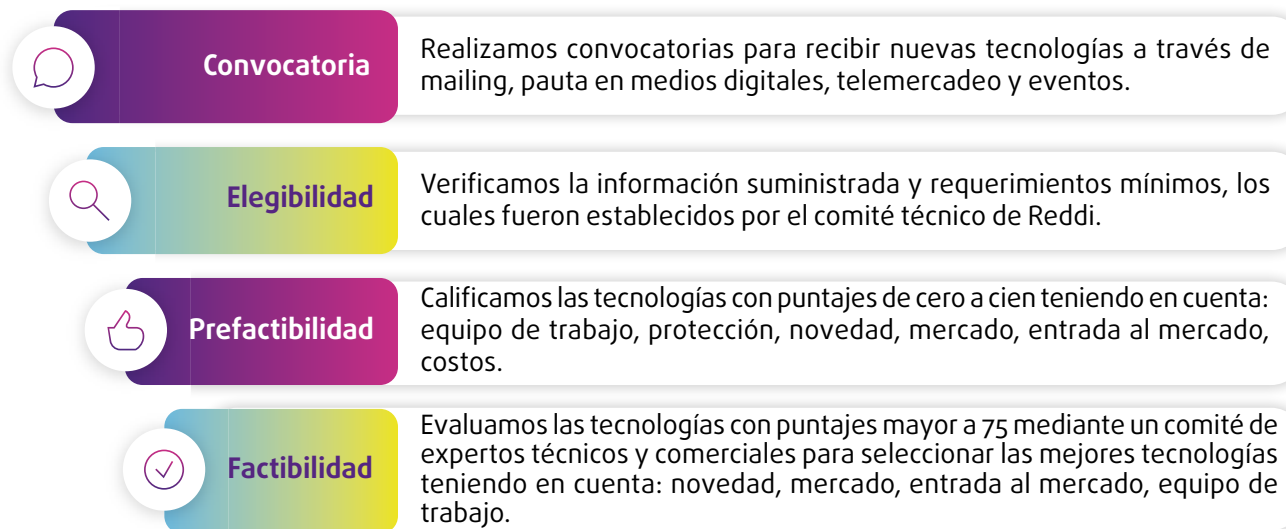 Convocatoria
Realizamos convocatorias para recibir nuevas tecnologías a través de
mailing, pauta en medios digitales, telemercadeo y eventos.
Elegibilidad
Verificamos la información suministrada y requerimientos mínimos, los
cuales fueron establecidos por el comité técnico de Reddi.
Prefactibilidad
Calificamos las tecnologías con puntajes de cero a cien teniendo en cuenta:
equipo de trabajo, protección, novedad, mercado, entrada al mercado,
costos.
Factibilidad
Evaluamos las tecnologías con puntajes mayor a 75 mediante un comité de
expertos técnicos y comerciales para seleccionar las mejores tecnologías
teniendo en cuenta: novedad, mercado, entrada al mercado, equipo de
trabajo.